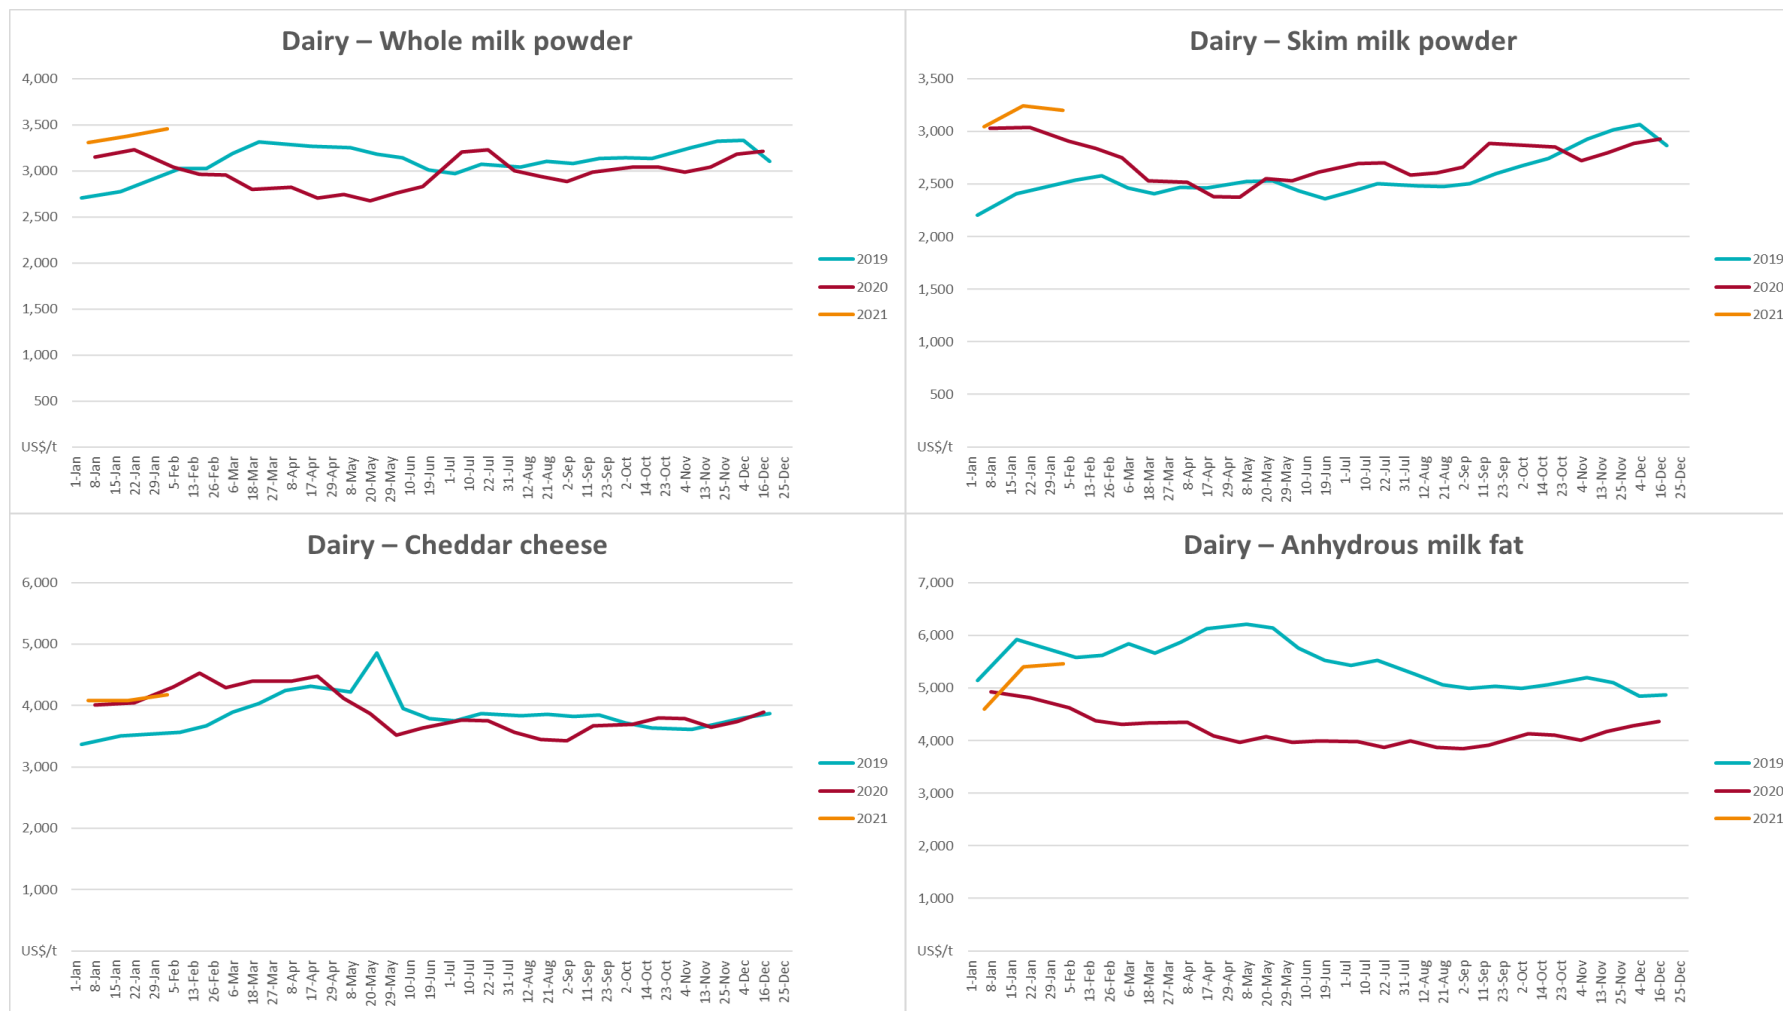 Dairy – Whole milk powder
4,000
3,500
3,000
2,500
2,000
1,500
1,000
500
US$/t
1-Jan
8-Jan
15-Jan
22-Jan
29-Jan
5-Feb
13-Feb
26-Feb
6-Mar
18-Mar
27-Mar
8-Apr
17-Apr
29-Apr
8-May
20-May
29-May
10-Jun
19-Jun
1-Jul
10-Jul
22-Jul
31-Jul
12-Aug
21-Aug
2-Sep
11-Sep
23-Sep
2-Oct
14-Oct
23-Oct
4-Nov
13-Nov
25-Nov
4-Dec
16-Dec
25-Dec
2019
2020
2021
Dairy – Skim milk powder
3,500
3,000
2,500
2,000
1,500
1,000
500
US$/t
1-Jan
8-Jan
15-Jan
22-Jan
29-Jan
5-Feb
13-Feb
26-Feb
6-Mar
18-Mar
27-Mar
8-Apr
17-Apr
29-Apr
8-May
20-May
29-May
10-Jun
19-Jun
1-Jul
10-Jul
22-Jul
31-Jul
12-Aug
21-Aug
2-Sep
11-Sep
23-Sep
2-Oct
14-Oct
23-Oct
4-Nov
13-Nov
25-Nov
4-Dec
16-Dec
25-Dec
2019
2020
2021
Dairy – Cheddar cheese
6,000
5,000
4,000
3,000
2,000
1,000
US$/t
1-Jan
8-Jan
15-Jan
22-Jan
29-Jan
5-Feb
13-Feb
26-Feb
6-Mar
18-Mar
27-Mar
8-Apr
17-Apr
29-Apr
8-May
20-May
29-May
10-Jun
19-Jun
1-Jul
10-Jul
22-Jul
31-Jul
12-Aug
21-Aug
2-Sep
11-Sep
23-Sep
2-Oct
14-Oct
23-Oct
4-Nov
13-Nov
25-Nov
4-Dec
16-Dec
25-Dec
2019
2020
2021
Dairy – Anhydrous milk fat
7,000
6,000
5,000
4,000
3,000
2,000
1,000
US$/t
1-Jan
8-Jan
15-Jan
22-Jan
29-Jan
5-Feb
13-Feb
26-Feb
6-Mar
18-Mar
27-Mar
8-Apr
17-Apr
29-Apr
8-May
20-May
29-May
10-Jun
19-Jun
1-Jul
10-Jul
22-Jul
31-Jul
12-Aug
21-Aug
2-Sep
11-Sep
23-Sep
2-Oct
14-Oct
23-Oct
4-Nov
13-Nov
25-Nov
4-Dec
16-Dec
25-Dec
2019
2020
2021